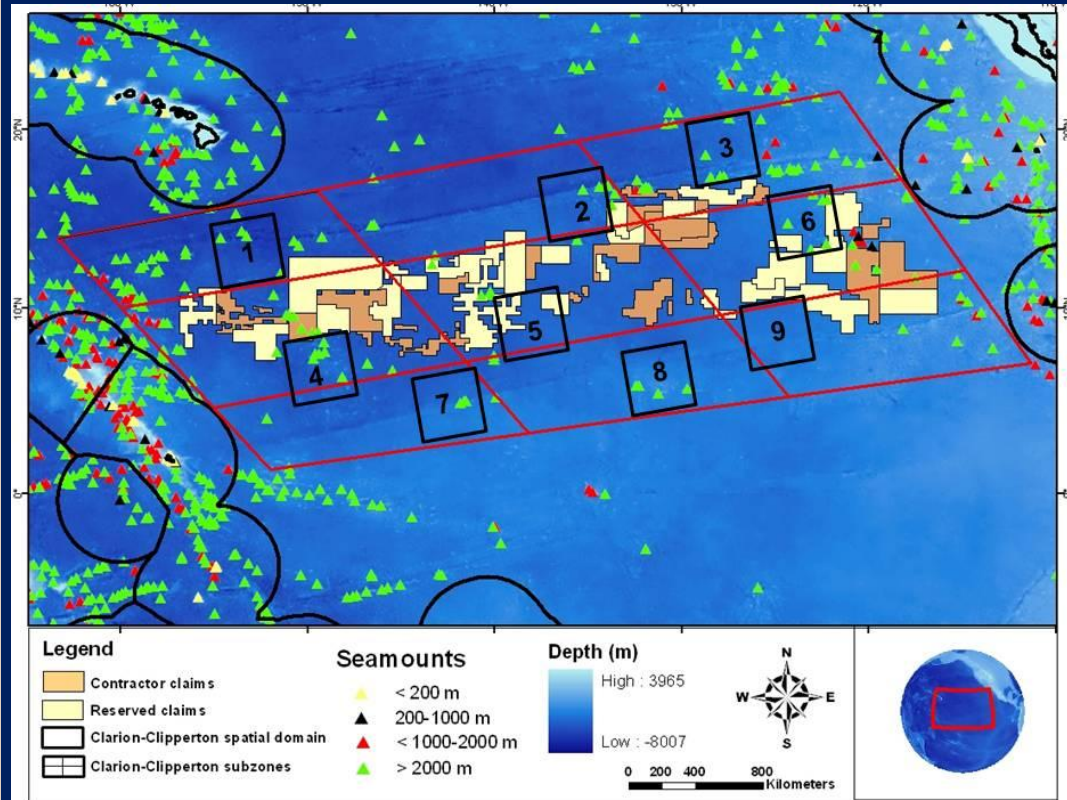 20°N
10°N
0°
1
2
3
4
5
6
7
8
9
Legend
Contractor claims
Reserved claims
Clarion-Clipperton spatial domain
Clarion-Clipperton subzones
Seamounts
< 200 m
200-1000 m
< 1000-2000 m
> 2000 m
Depth (m)
High : 3965
Low : -8007
N
W
E
S
0 200 400 800
Kilometers